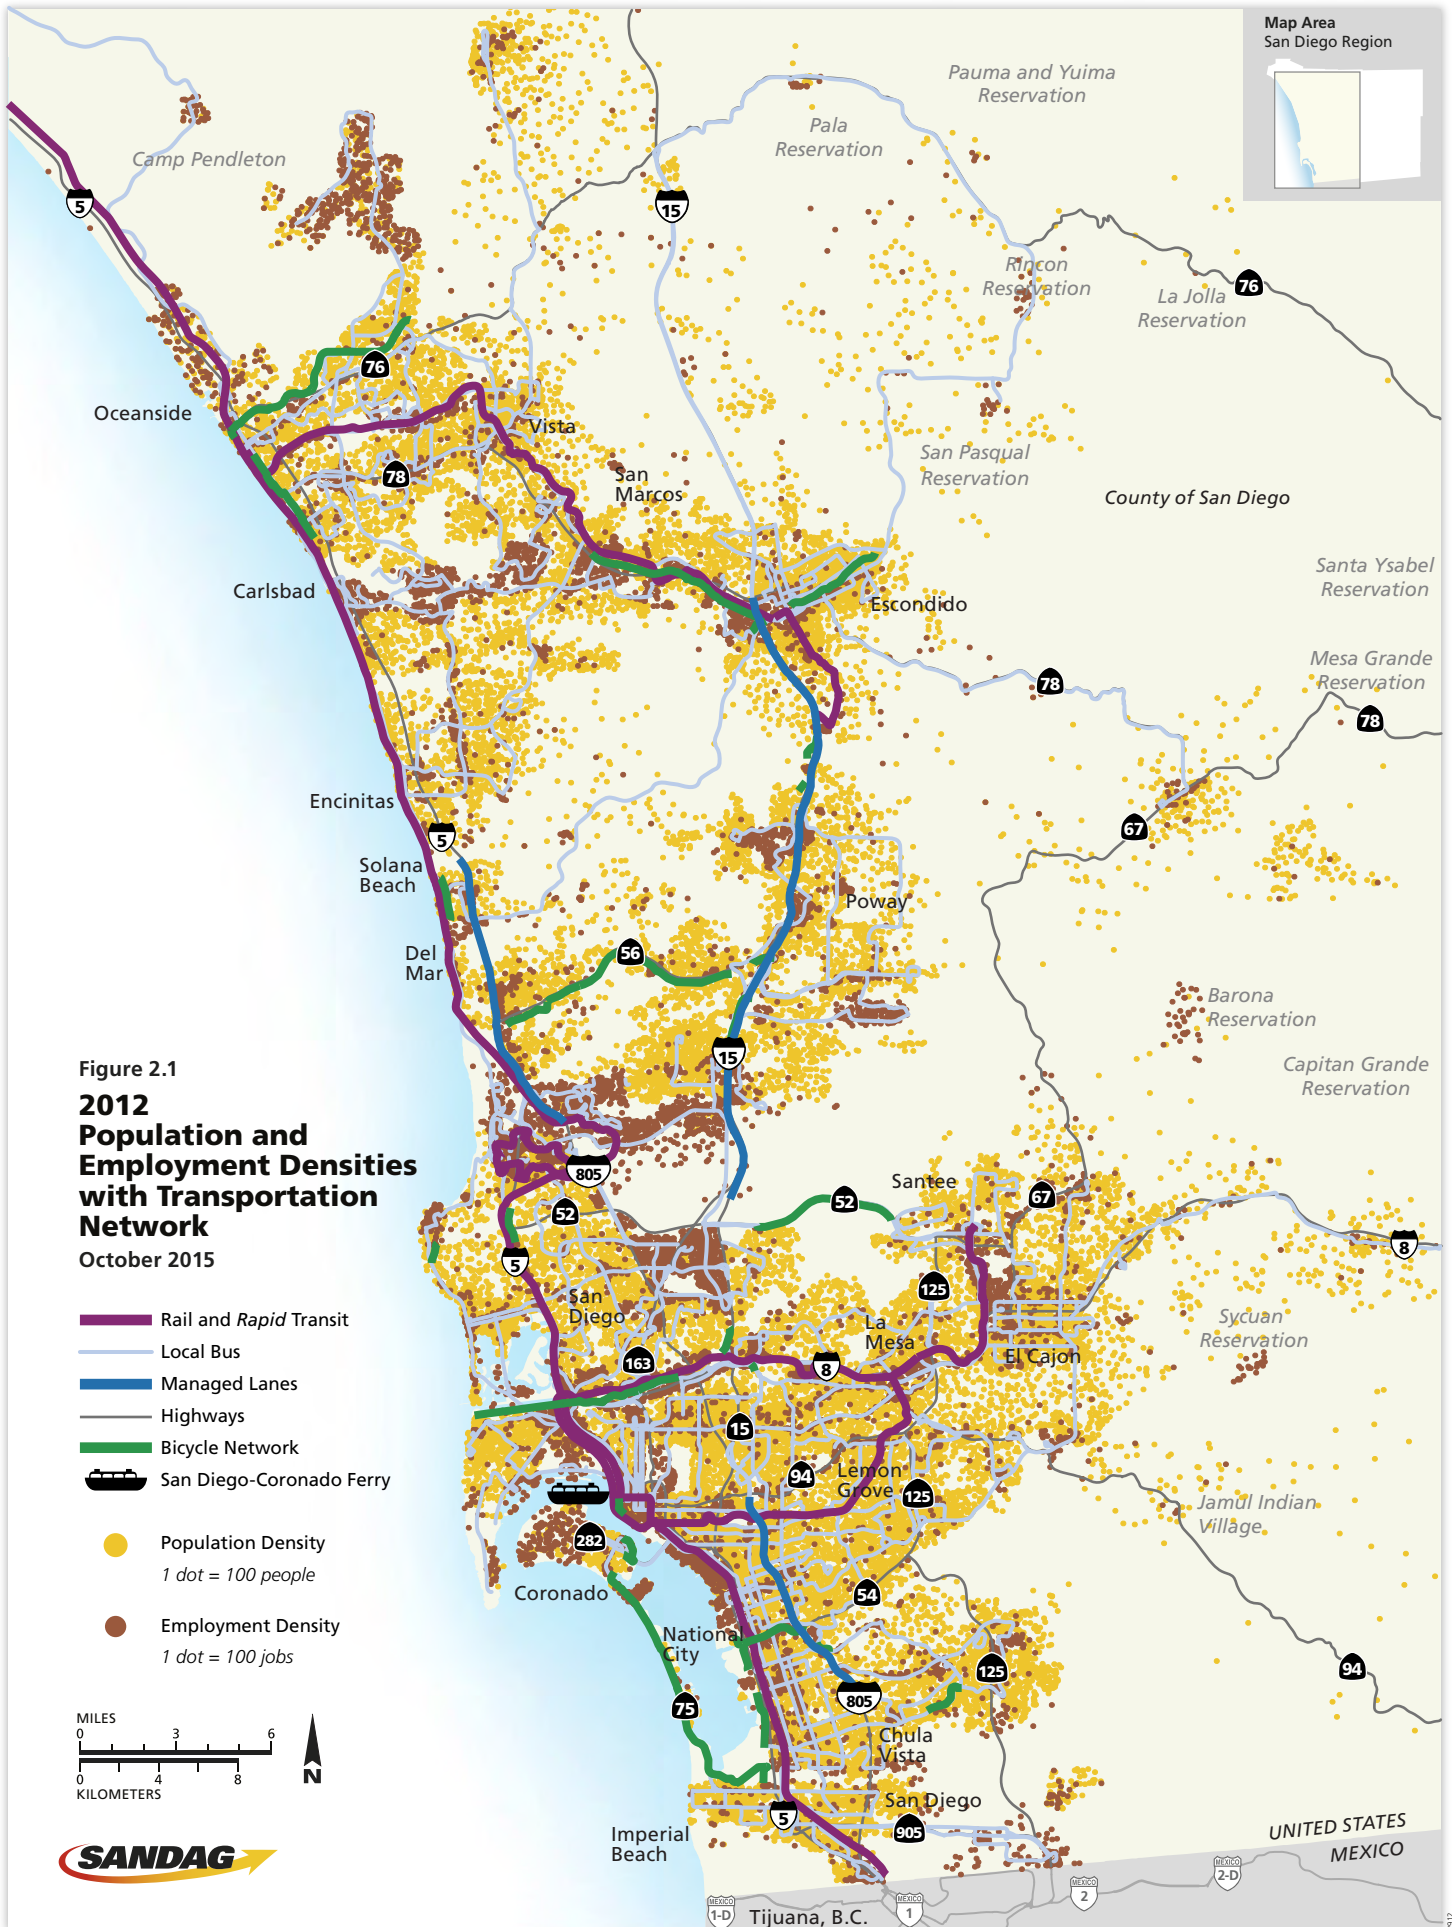 Map Area
San Diego Region
Pauma and Yuima
Reservation
Pala
Reservation
Camp Pendleton
5
15
Rincon
Reservation
76
La Jolla
Reservation
76
Oceanside
Vista
78
San
Marcos
San Pasqual
Reservation
County of San Diego
Santa Ysabel
Reservation
Carlsbad
Escondido
Mesa Grande
Reservation
78
78
Encinitas
5
67
Solana
Beach
Poway
Del
Mar
56
Barona
Reservation
15
Capitan Grande
Reservation
Figure 2.1
2012
Population and
Employment Densities
with Transportation
Network
October 2015
805
Santee
52
67
52
5
8
125
San
Diego
Sycuan
Reservation
La
Mesa
El Cajon
163
8
Rail and Rapid Transit
Local Bus
Managed Lanes
Highways
Bicycle Network
San Diego-Coronado Ferry
15
94
Lemon
Grove
125
Jamul Indian
Village
282
Coronado
54
Population Density
1 dot = 100 people
Employment Density
1 dot = 100 jobs
National
City
125
94
805
75
Chula
Vista
MILES
0 3 6
0 4 8
KILOMETERS
N
San Diego
5
905
Imperial
Beach
UNITED STATES
MEXICO
SANDAG
MEXICO
1-D
Tijuana, B.C.
MEXICO
1
MEXICO
2
MEXICO
2-D